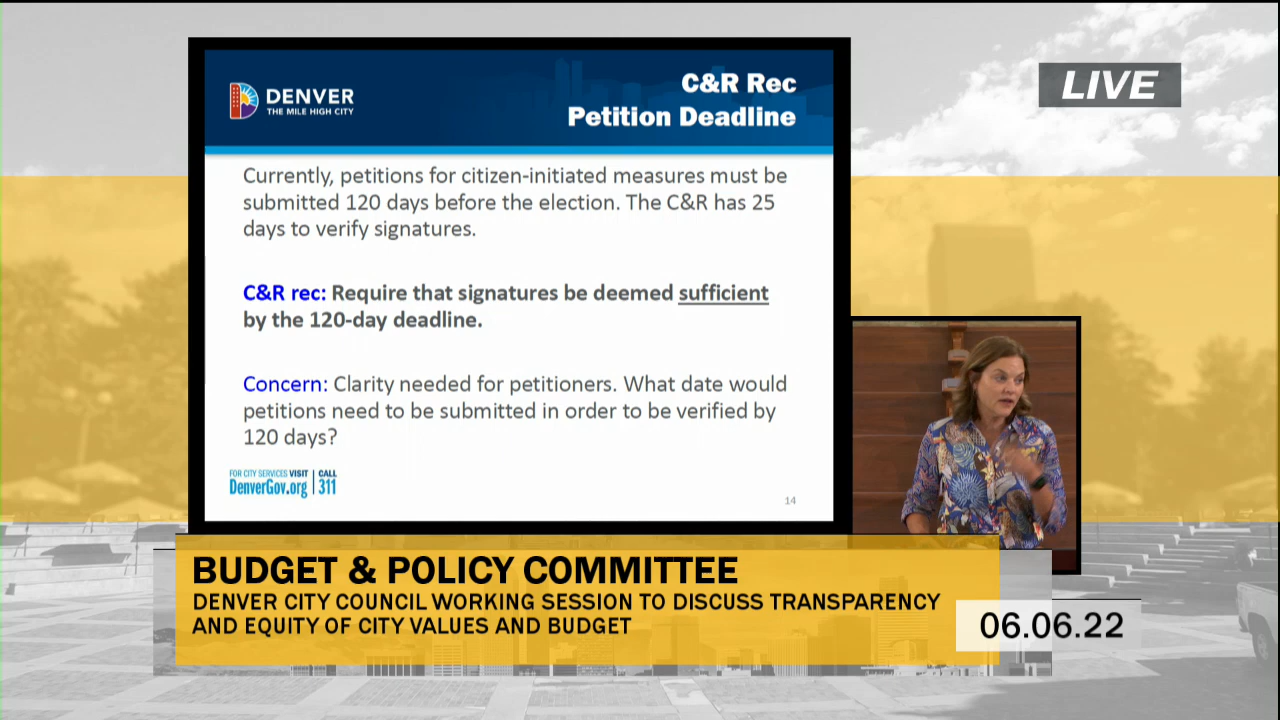 C&R Rec
Petition Deadline
DENVER
THE MILE HIGH CITY
LIVE
Currently, petitions for citizen-initiated measures must be
submitted 120 days before the election. The C&R has 25
days to verify signatures.
C&R rec: Require that signatures be deemed sufficient
by the 120-day deadline.
Concern: Clarity needed for petitioners. What date would
petitions need to be submitted in order to be verified by
120 days?
FOR CITY SERVICES VISIT | CALL
DenverGov.org | 311
14
BUDGET & POLICY COMMITTEE
DENVER CITY COUNCIL WORKING SESSION TO DISCUSS TRANSPARENCY
AND EQUITY OF CITY VALUES AND BUDGET
06.06.22